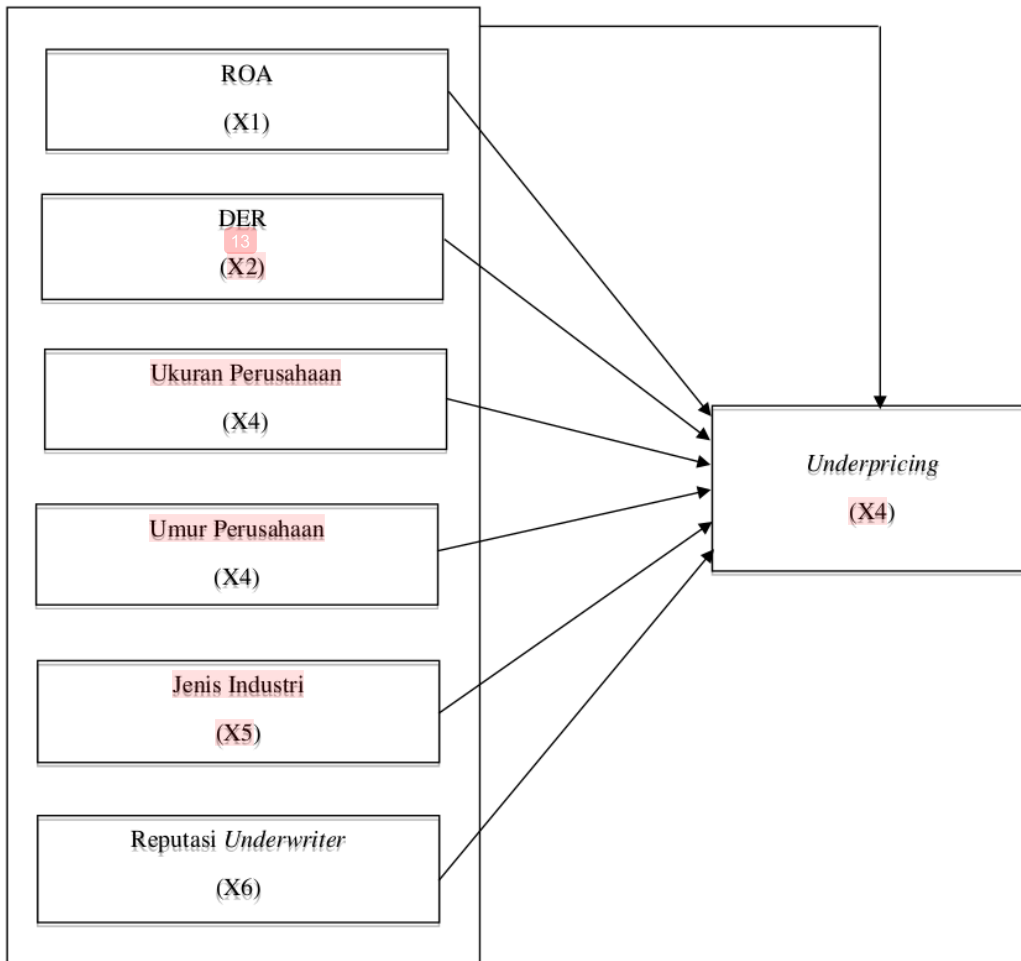 ROA
(X1)
DER
13
(X2)
Ukuran Perusahaan
(X4)
Umur Perusahaan
(X4)
Jenis Industri
(X5)
Reputasi Underwriter
(X6)
Underpricing
(X4)